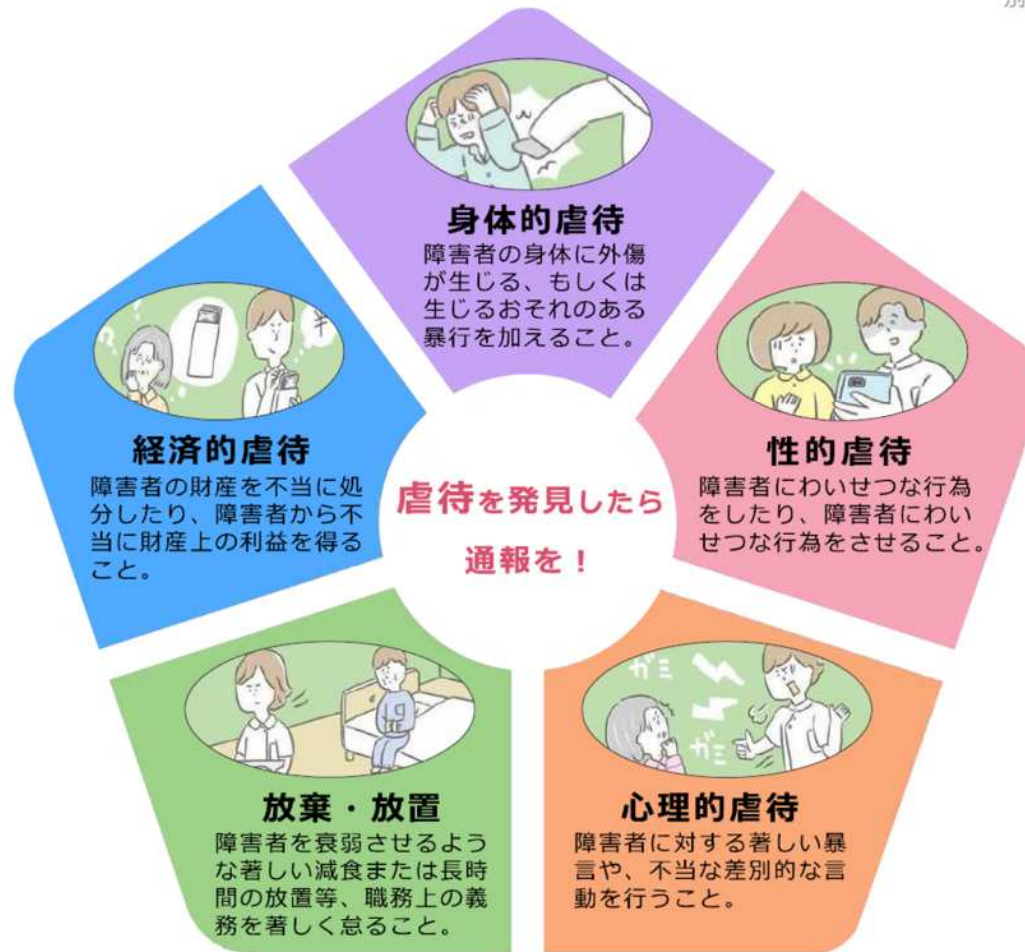 別
身体的虐待
障害者の身体に外傷
が生じる、もしくは
生じるおそれのある
暴行を加えること。
経済的虐待
障害者の財産を不当に処
分したり、障害者から不
当に財産上の利益を得る
こと。
性的虐待
障害者にわいせつな行為
をしたり、障害者にわい
せつな行為をさせること。
虐待を発見したら
通報を！
放棄・放置
障害者を衰弱させるよう
な著しい減食または長時
間の放置等、職務上の義
務を著しく怠ること。
ガミ
ガミ
心理的虐待
障害者に対する著しい暴
言や、不当な差別的な言
動を行うこと。